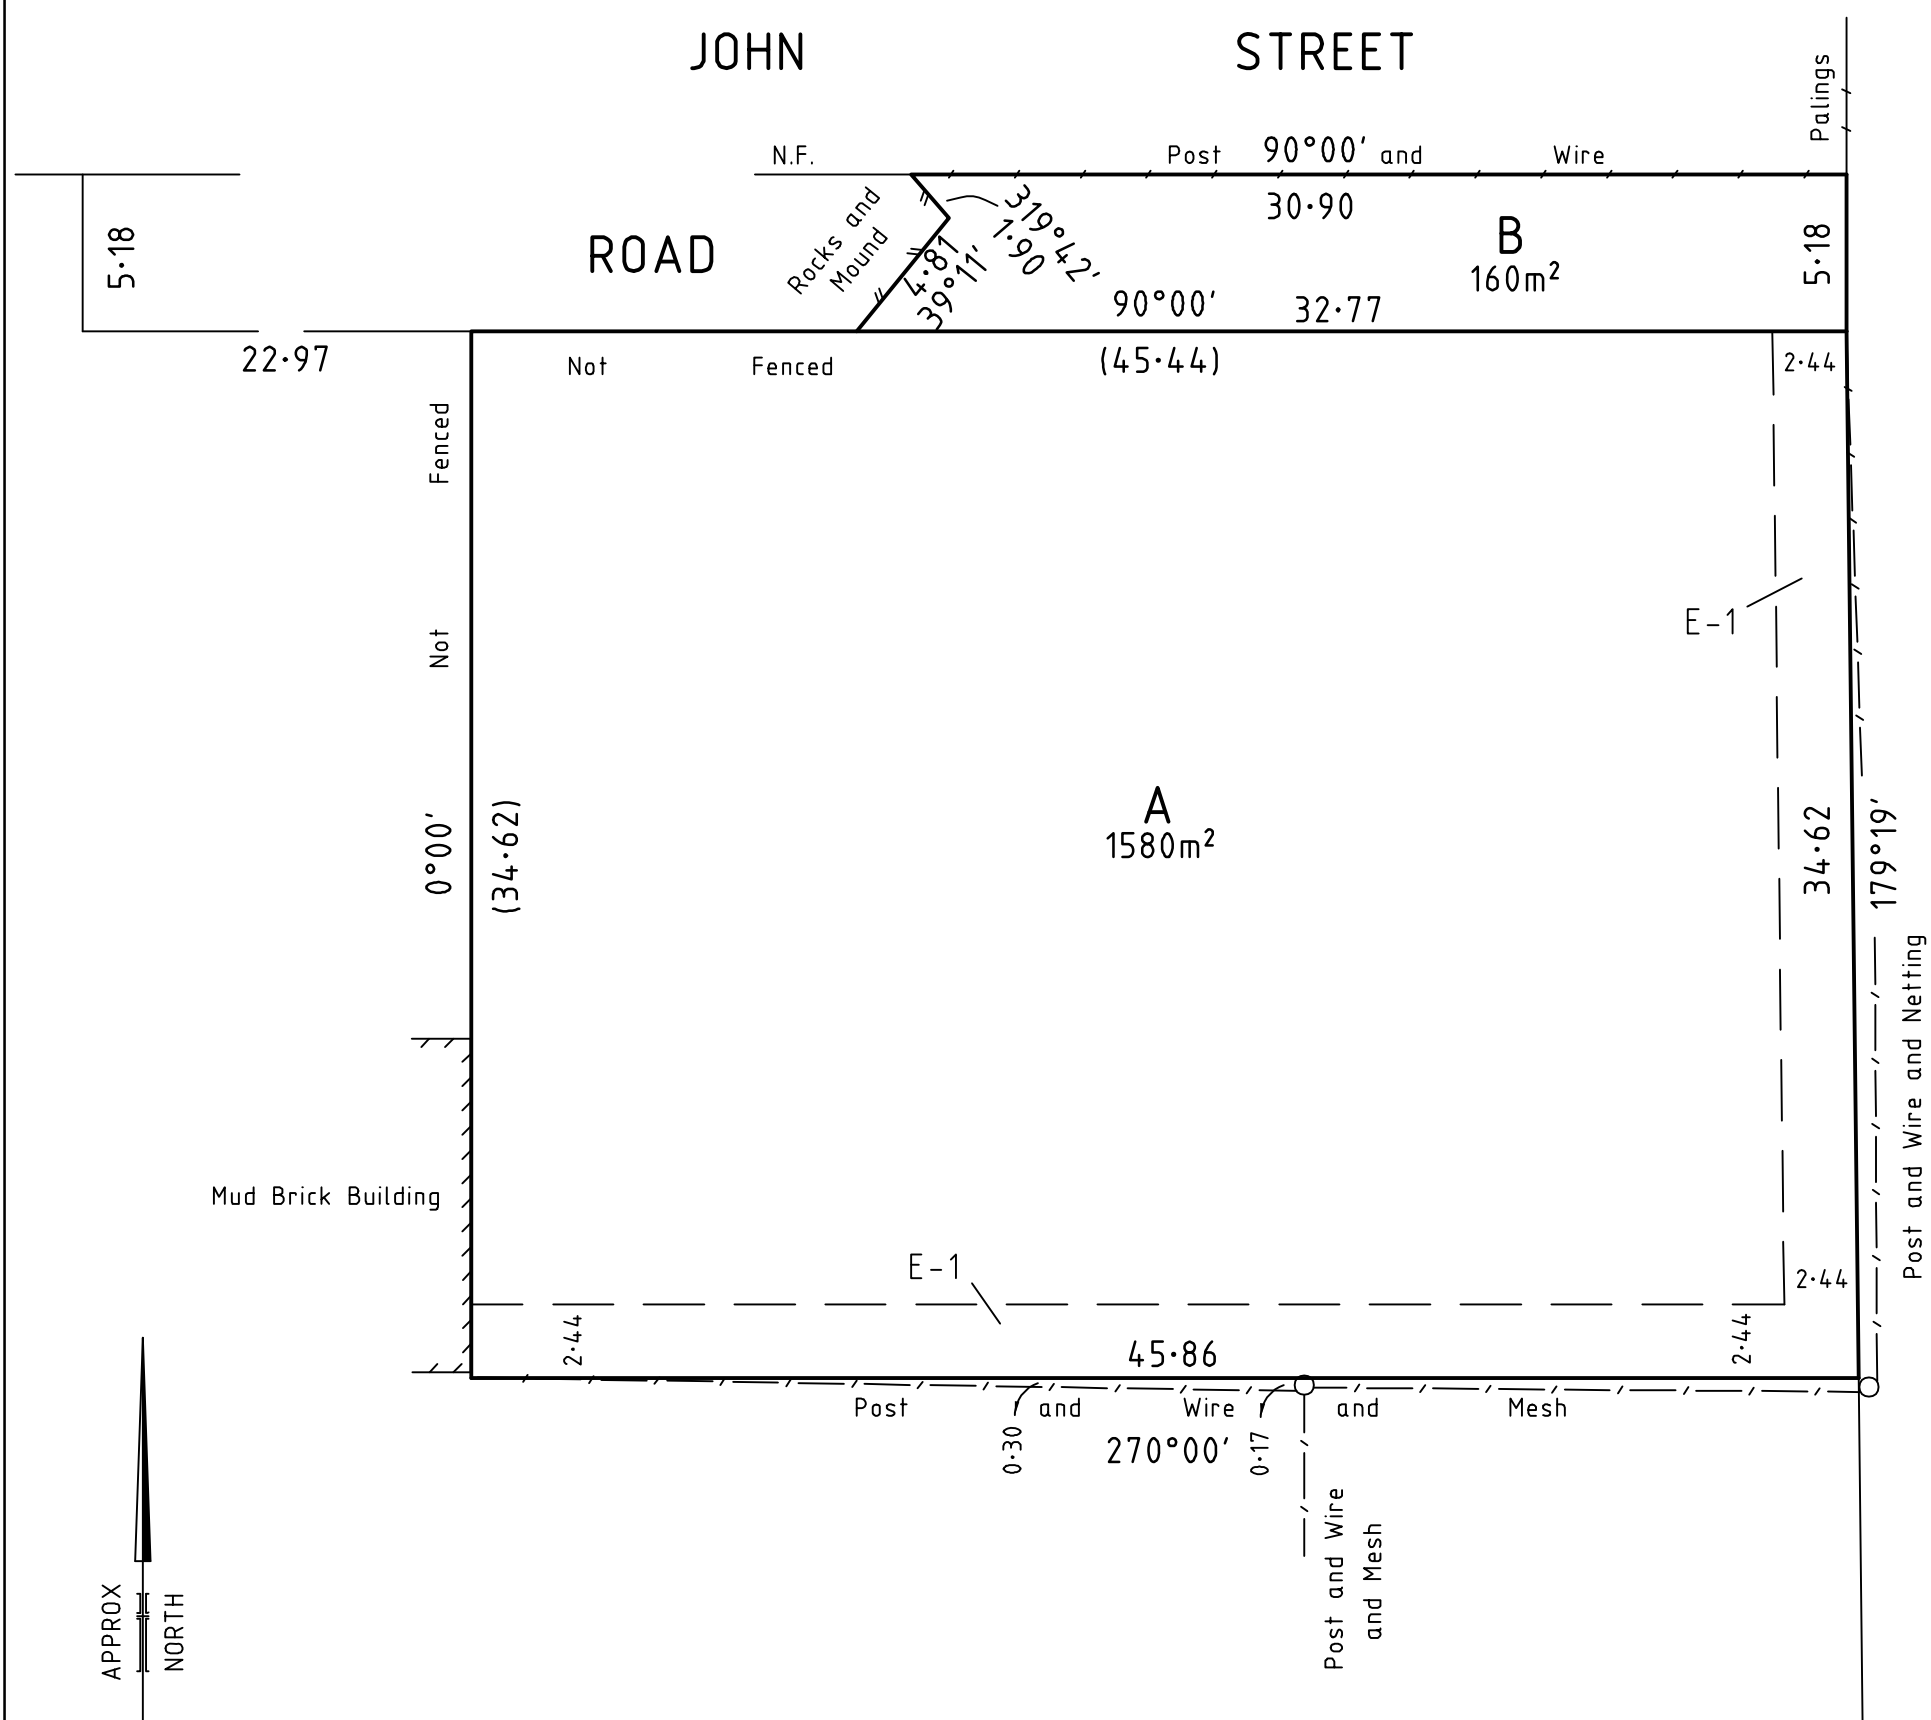 JOHN STREET
Palings
N.F.
Post 90°00' and Wire
30·90
5·18
ROAD
Rocks and
Mound
4·81
39°11'
319°42'
1·90
B
160m²
5·18
90°00' 32·77
22·97
Not Fenced
(45·44)
2·44
Not Fenced
E-1
0°00'
(34·62)
A
1580m²
34·62
179°19'
Post and Wire and Netting
Mud Brick Building
E-1
2·44
2·44
45·86
2·44
Post and Wire and Mesh
0·30
270°00'
0·17
Post and Wire
and Mesh
APPROX
NORTH